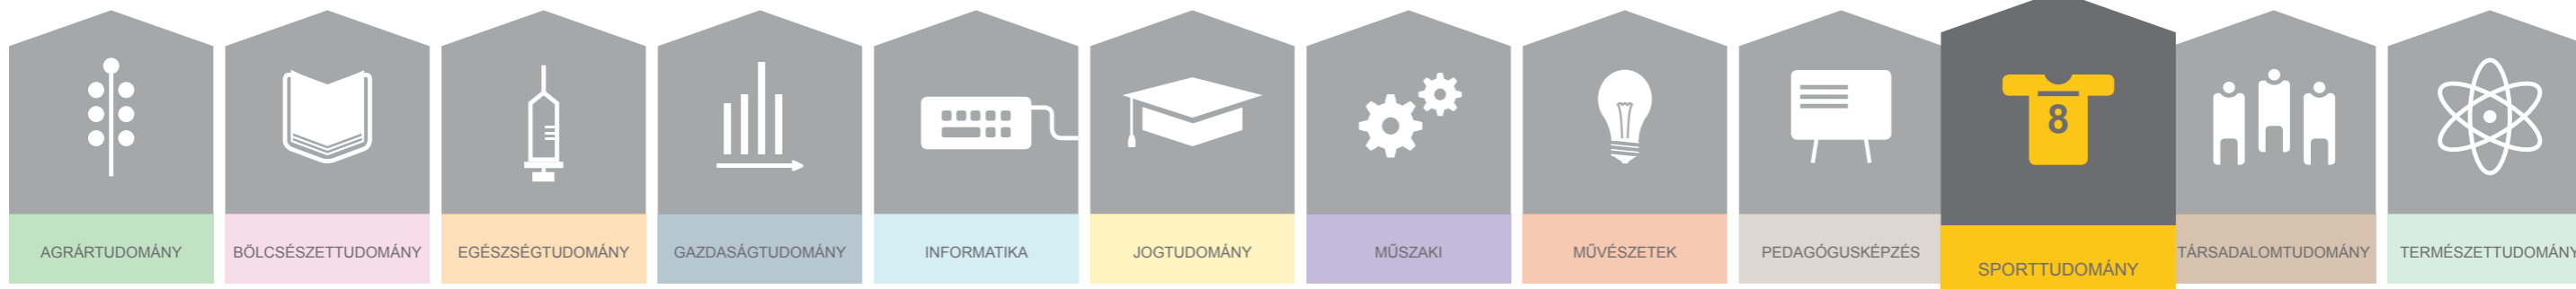 8
AGRÁRTUDOMÁNY
BÖLCSÉSZETTUDOMÁNY
EGÉSZSÉGTUDOMÁNY
GAZDASÁGTUDOMÁNY
INFORMATIKA
JOGTUDOMÁNY
MŰSZAKI
MŰVÉSZETEK
PEDAGÓGUSKÉPZÉS
SPORTTUDOMÁNY
TÁRSADALOMTUDOMÁNY
TERMÉSZETTUDOMÁNY